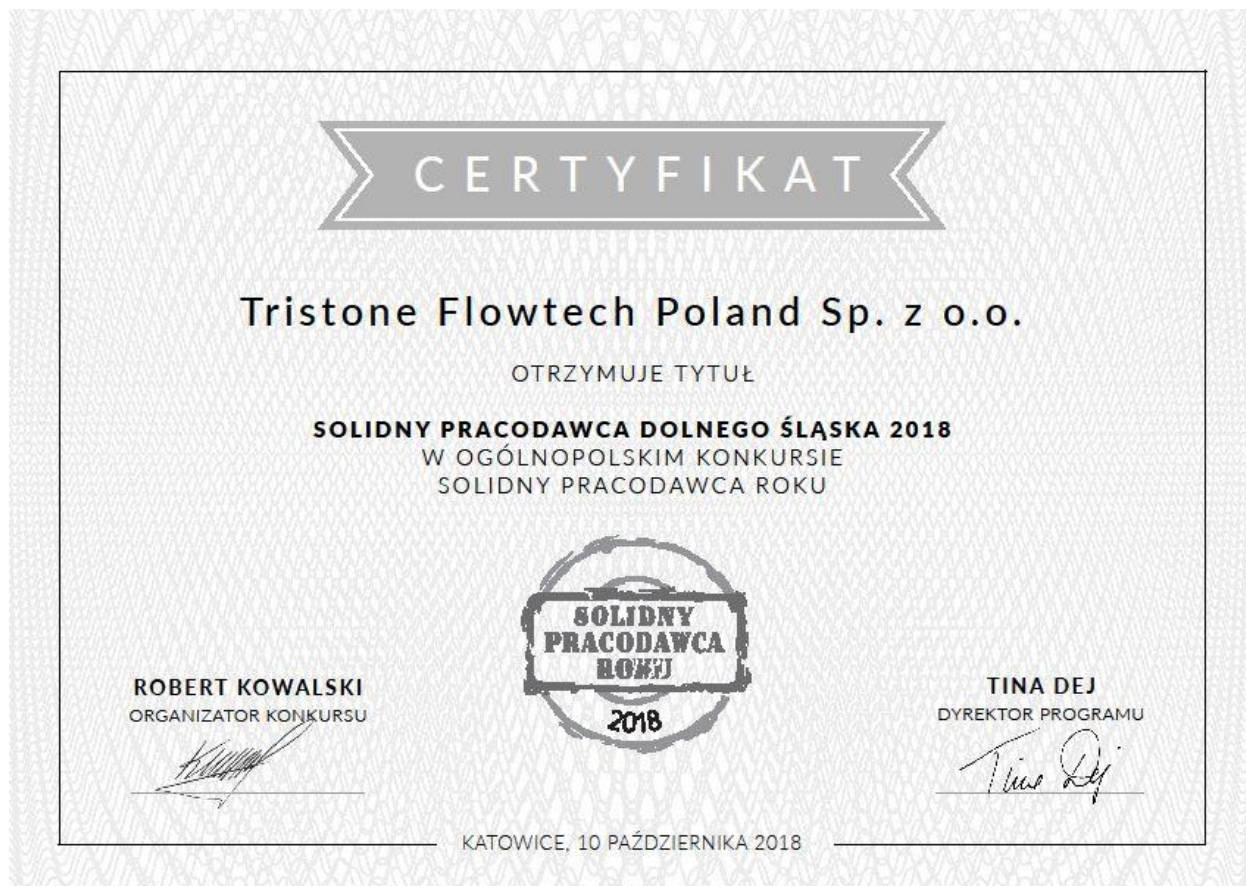 CERTYFIKAT
Tristone Flowtech Poland Sp. z o.o.
OTRZYMUJE TYTUŁ
SOLIDNY PRACODAWCA DOLNEGO ŚLĄSKA 2018
W OGÓLNOPOLSKIM KONKURSIE
SOLIDNY PRACODAWCA ROKU
SOLIDNY
PRACODAWCA
ROKU
2018
ROBERT KOWALSKI
ORGANIZATOR KONKURSU
TINA DEJ
DYREKTOR PROGRAMU
Tina Dej
KATOWICE, 10 PAŹDZIERNIKA 2018